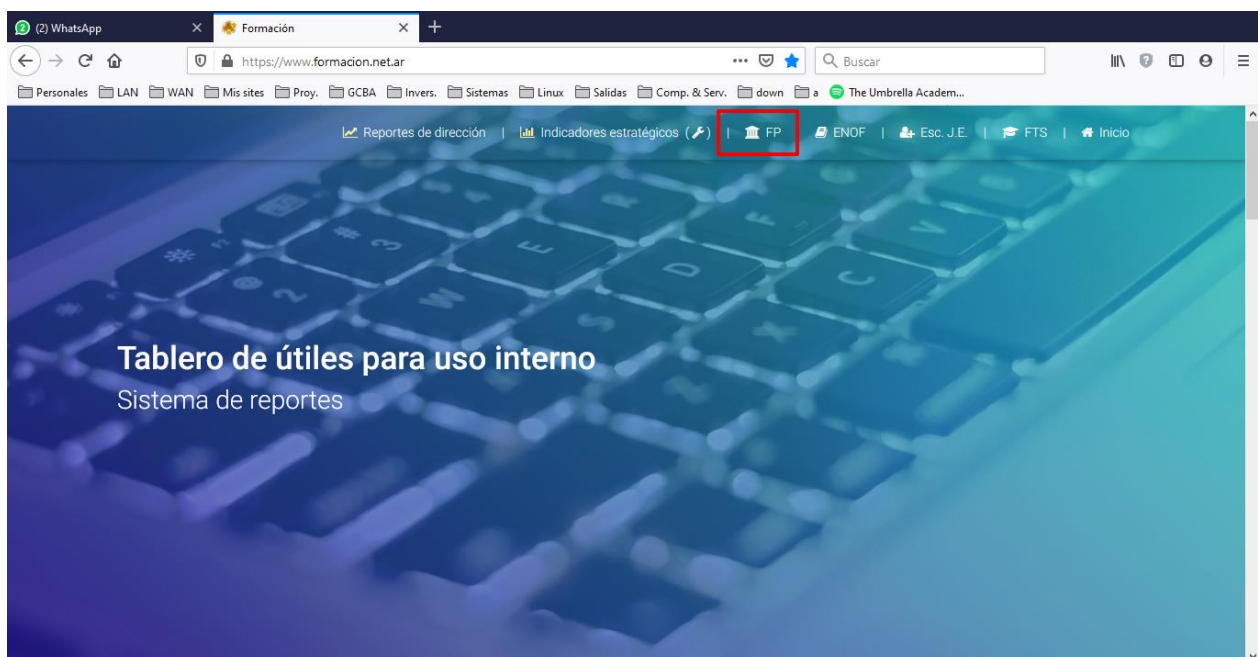 (2) WhatsApp
Formación
https://www.formacion.net.ar
Buscar
Personales LAN WAN Mis sites Proy. GCBA Invers. Sistemas Linux Salidas Comp. & Serv. down a The Umbrella Academ...
Reportes de dirección | Indicadores estratégicos ( ) | FP ENOF | Esc. J.E. | FTS | Inicio
Tablero de útiles para uso interno
Sistema de reportes